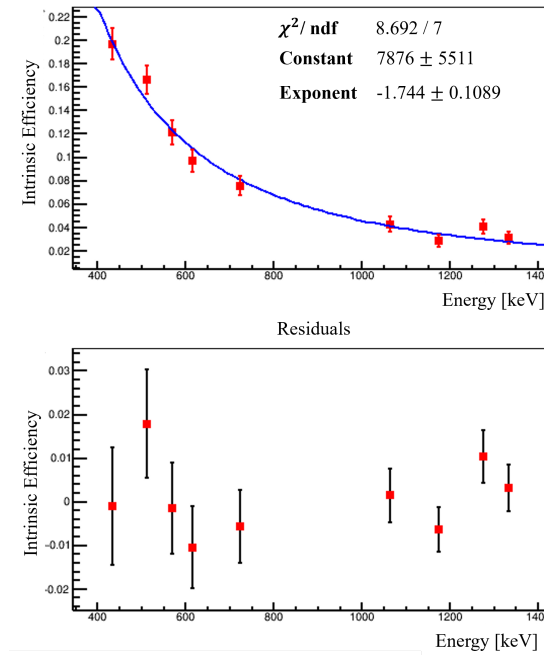 χ²/ ndf 8.692 / 7
Constant 7876 ± 5511
Exponent -1.744 ± 0.1089
Intrinsic Efficiency
0.22
0.2
0.18
0.16
0.14
0.12
0.1
0.08
0.06
0.04
0.02
400 600 800 1000 1200 1400
Energy [keV]
Residuals
Intrinsic Efficiency
0.03
0.02
0.01
0
-0.01
-0.02
400 600 800 1000 1200 1400
Energy [keV]